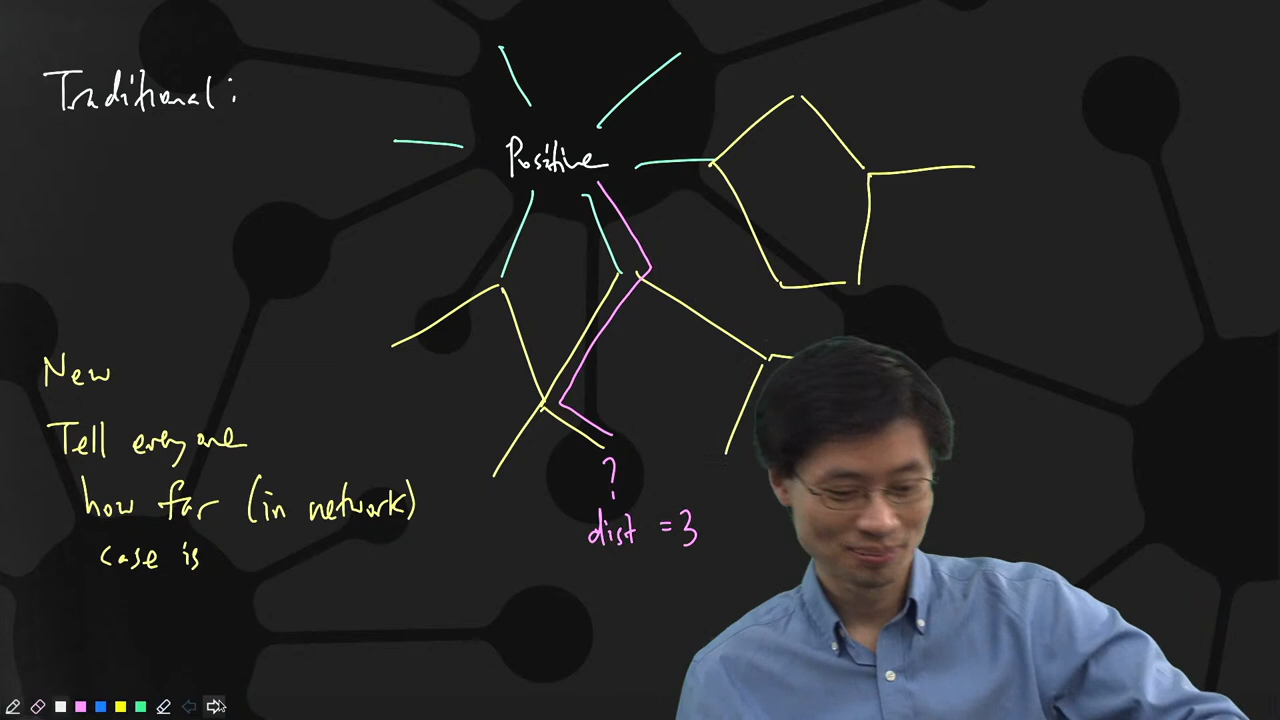 Traditional:
Positive
New
Tell everyone
how far (in network)
case is
?
dist = 3